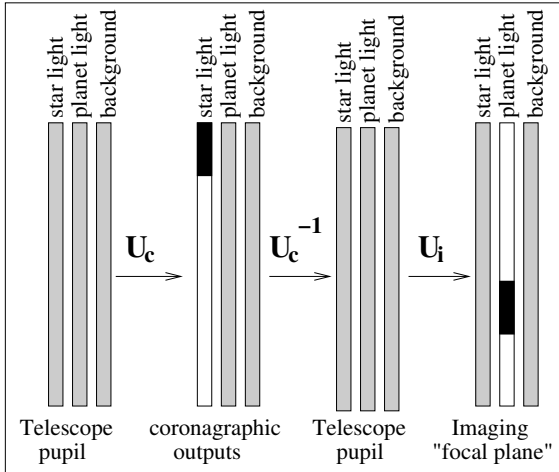 star light
planet light
background
star light
planet light
background
star light
planet light
background
star light
planet light
background
U_c
U_c^{-1}
U_i
Telescope
pupil
coronagraphic
outputs
Telescope
pupil
Imaging
"focal plane"